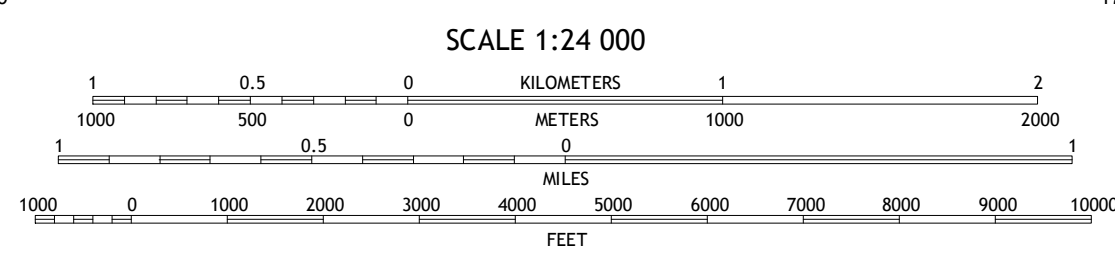 SCALE 1:24 000
1 0.5 0 KILOMETERS 1 2
1000 500 0 METERS 1000 2000
1 0.5 0 1
MILES
1000 0 1000 2000 3000 4000 5000 6000 7000 8000 9000 10000
FEET